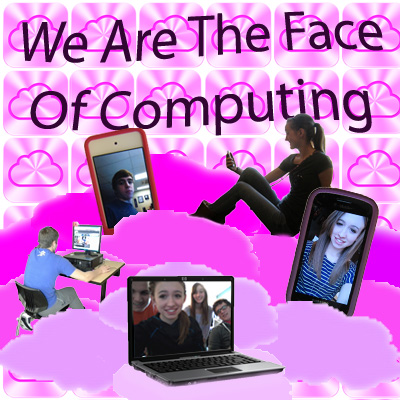 We Are The Face
Of Computing